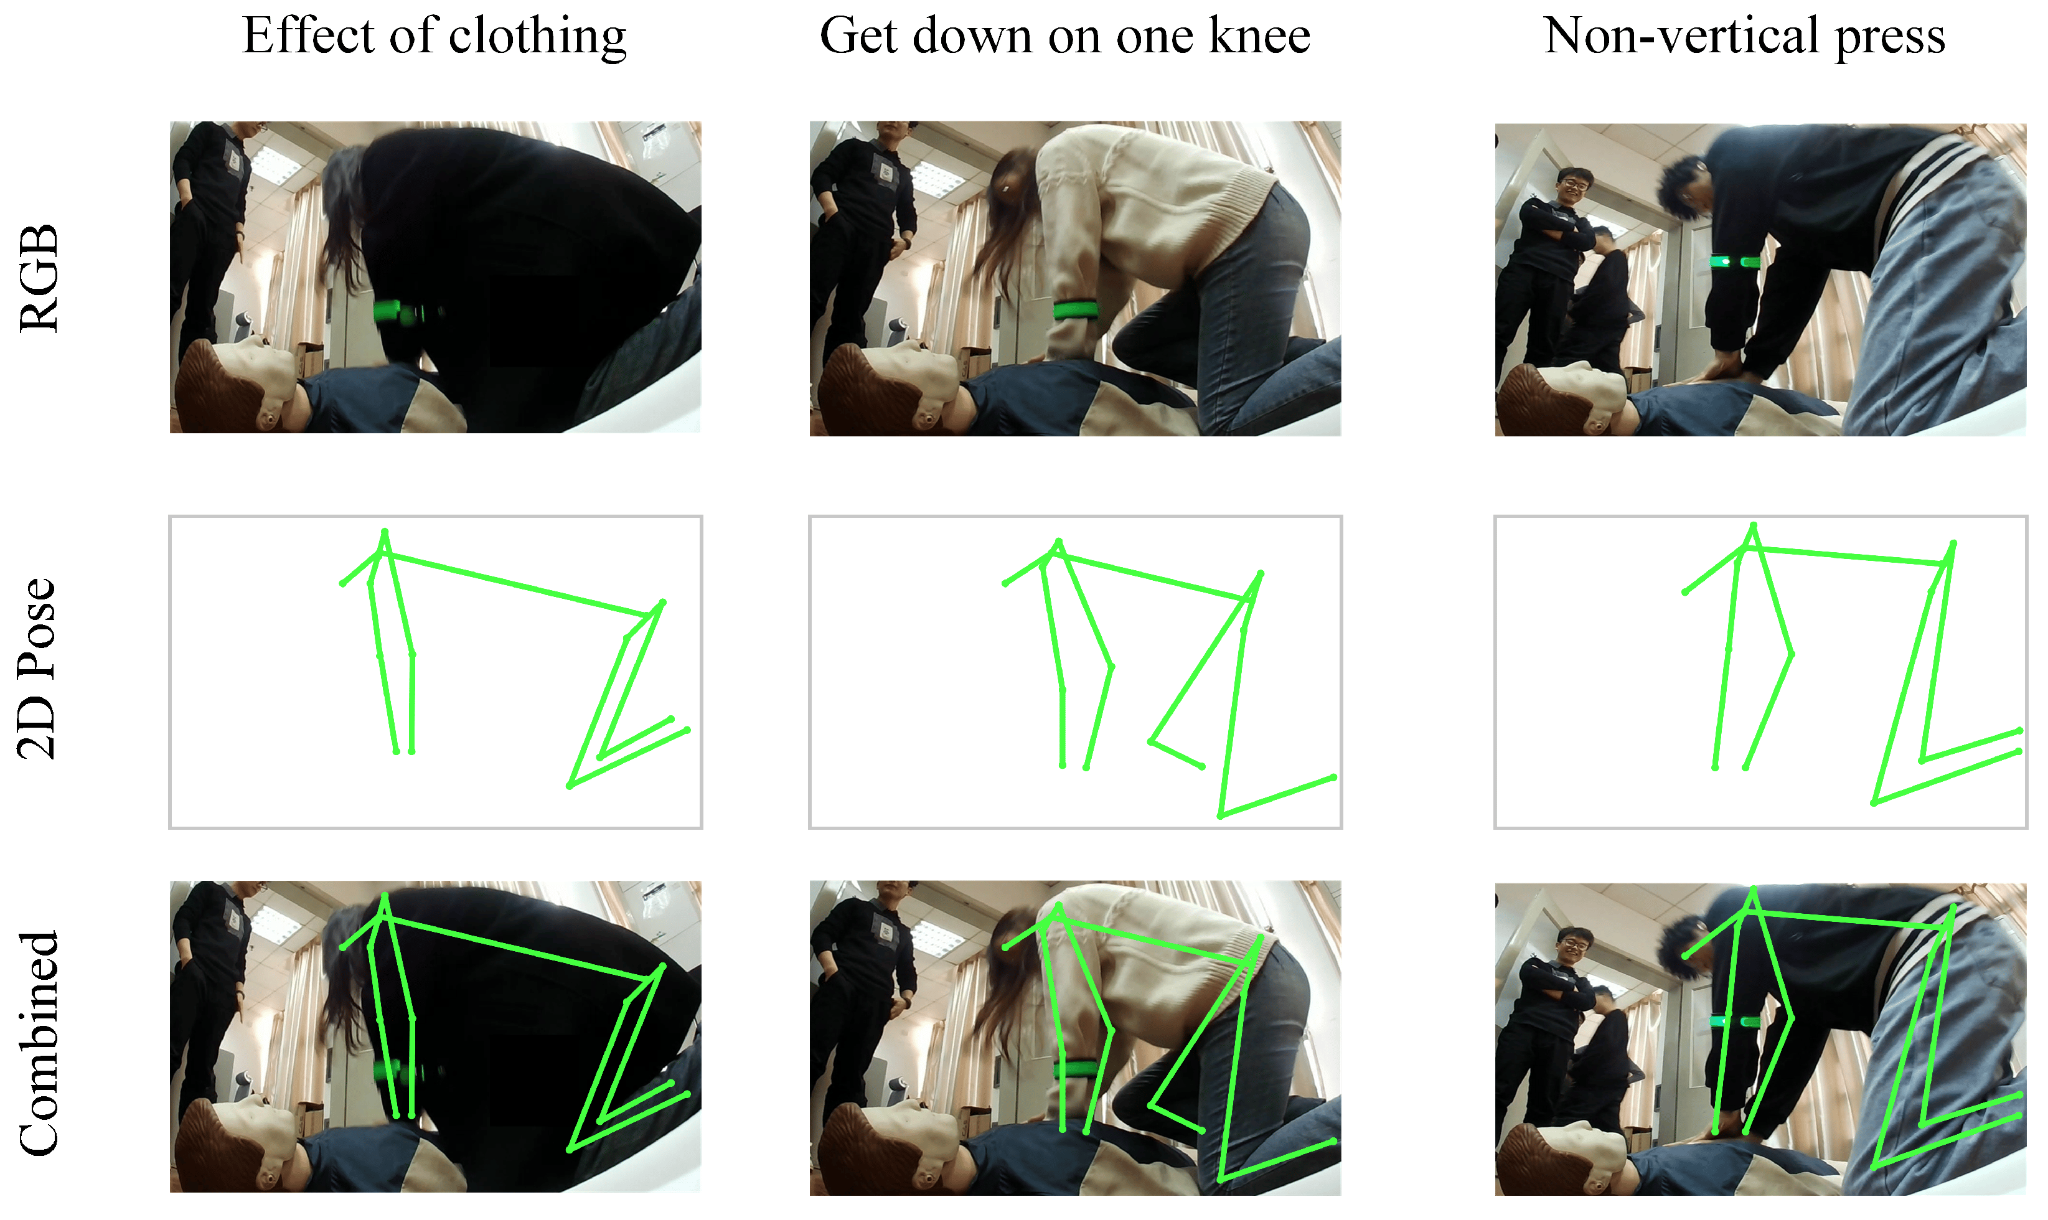 Effect of clothing
Get down on one knee
Non-vertical press
RGB
2D Pose
Combined